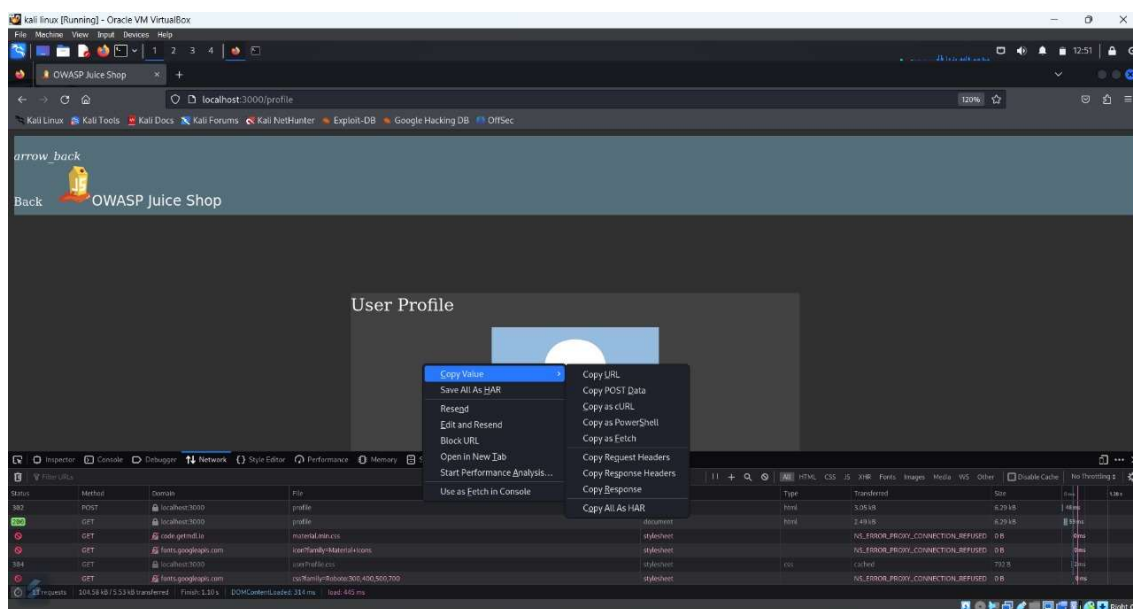 kali linux [Running] - Oracle VM VirtualBox
File Machine View Input Devices Help
1 2 3 4
12:51
OWASP Juice Shop
localhost:3000/profile
120%
Kali Linux Kali Tools Kali Docs Kali Forums Kali NetHunter Exploit-DB Google Hacking DB OffSec
arrow_back
Back OWASP Juice Shop
User Profile
Copy Value
Save All As HAR
Resend
Edit and Resend
Block URL
Open in New Tab
Start Performance Analysis...
Use as Fetch in Console
Copy URL
Copy POST Data
Copy as cURL
Copy as PowerShell
Copy as Fetch
Copy Request Headers
Copy Response Headers
Copy Response
Copy All As HAR
Inspector Console Debugger Network Style Editor Performance Memory
Filter URLs
All HTML CSS JS XHR Fonts Images Media WS Other Disable Cache No Throttling
Status Method Domain File Type Transferred Size
302 POST localhost:3000 profile html 3.05 kB 6.29 kB
200 GET localhost:3000 profile document html 2.49 kB 6.29 kB
GET code.getmdl.io material.min.css stylesheet NS_ERROR_PROXY_CONNECTION_REFUSED 0 B
GET fonts.googleapis.com icon?family=Material+Icons stylesheet NS_ERROR_PROXY_CONNECTION_REFUSED 0 B
304 GET localhost:3000 userProfile.css stylesheet css cached 792 B
GET fonts.googleapis.com css?family=Roboto:300,400,500,700 stylesheet NS_ERROR_PROXY_CONNECTION_REFUSED 0 B
requests 104.59 kB / 5.53 kB transferred Finish: 1.10 s DOMContentLoaded: 314 ms load: 445 ms